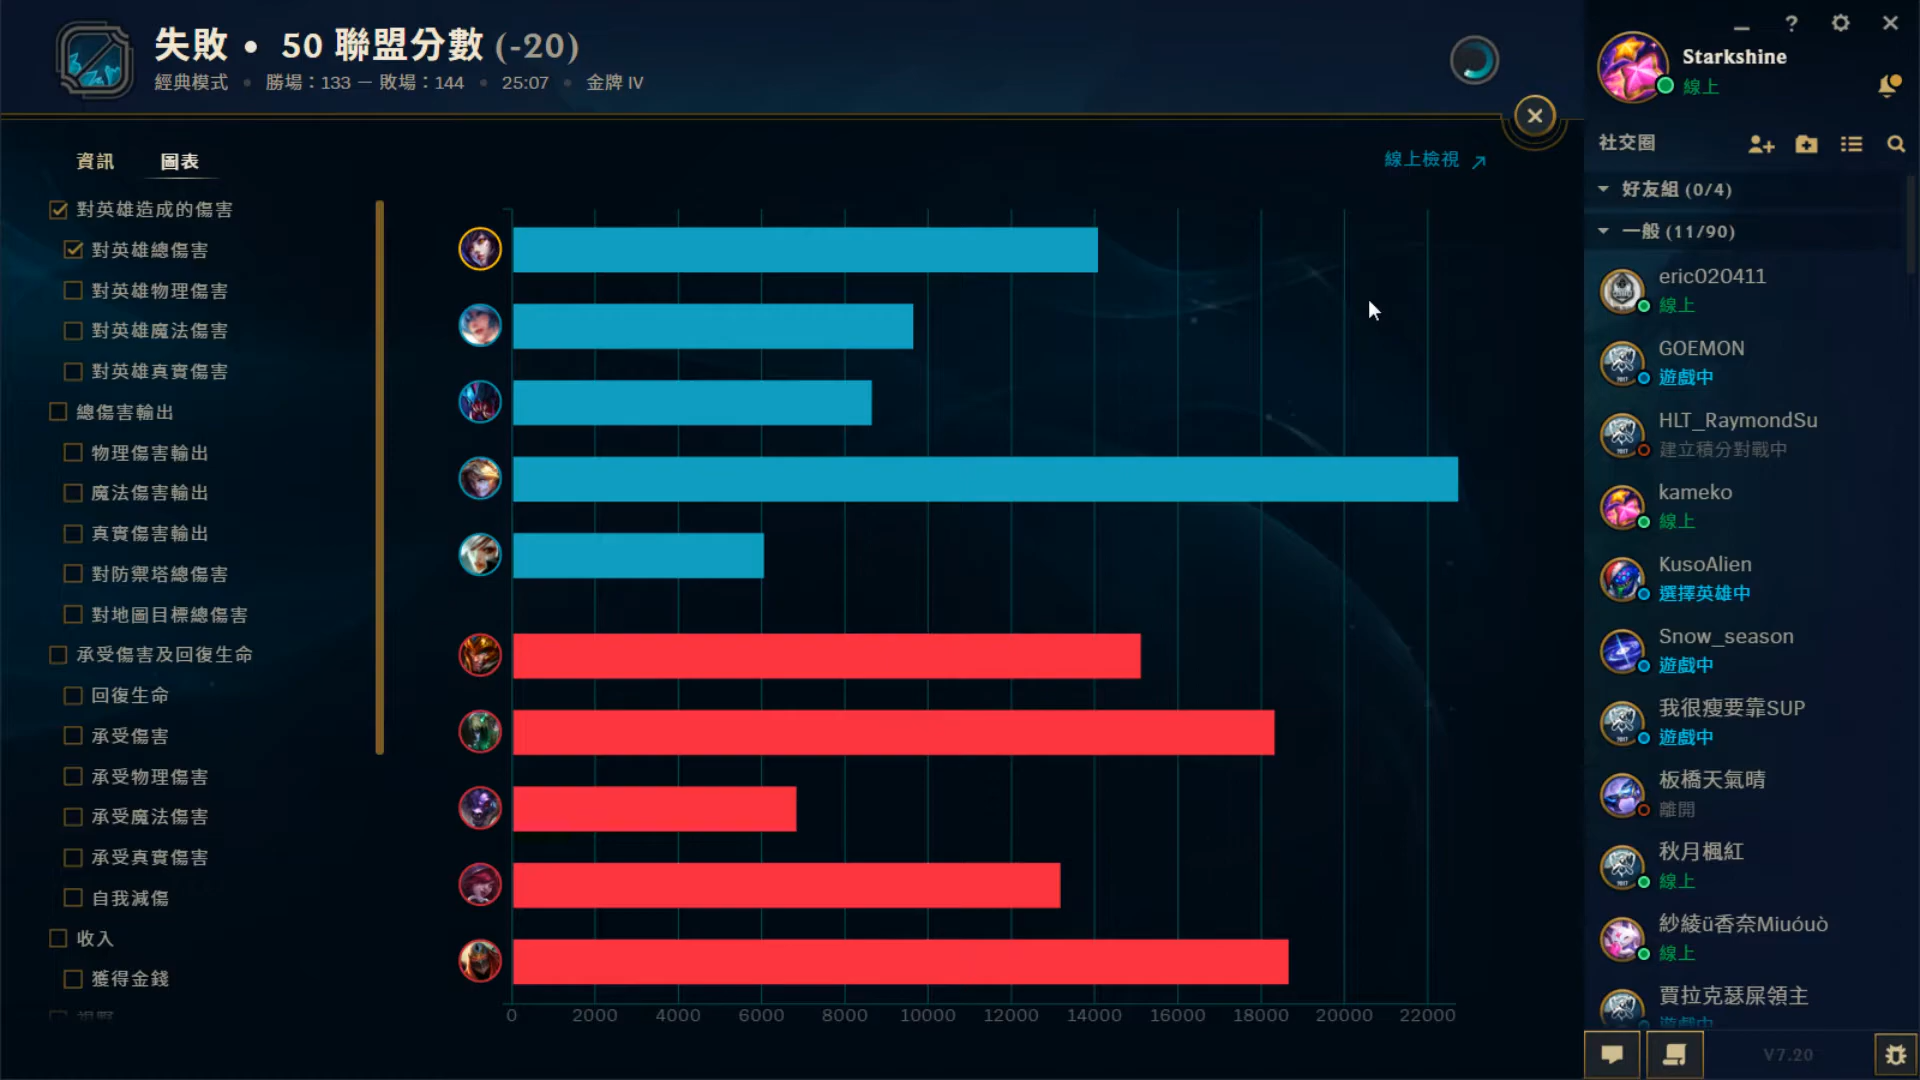 失敗 • 50 聯盟分數 (-20)
經典模式 • 勝場：133 － 敗場：144 • 25:07 • 金牌 IV
資訊 圖表
線上檢視
對英雄造成的傷害
對英雄總傷害
對英雄物理傷害
對英雄魔法傷害
對英雄真實傷害
總傷害輸出
物理傷害輸出
魔法傷害輸出
真實傷害輸出
對防禦塔總傷害
對地圖目標總傷害
承受傷害及回復生命
回復生命
承受傷害
承受物理傷害
承受魔法傷害
承受真實傷害
自我減傷
收入
獲得金錢
視野
0 2000 4000 6000 8000 10000 12000 14000 16000 18000 20000 22000
Starkshine
線上
社交圈
好友組 (0/4)
一般 (11/90)
eric020411
線上
GOEMON
遊戲中
HLT_RaymondSu
建立積分對戰中
kameko
線上
KusoAlien
選擇英雄中
Snow_season
遊戲中
我很瘦要靠SUP
遊戲中
板橋天氣晴
離開
秋月楓紅
線上
紗綾ü香奈Miuóuò
線上
賈拉克瑟屎領主
遊戲中
V7.20